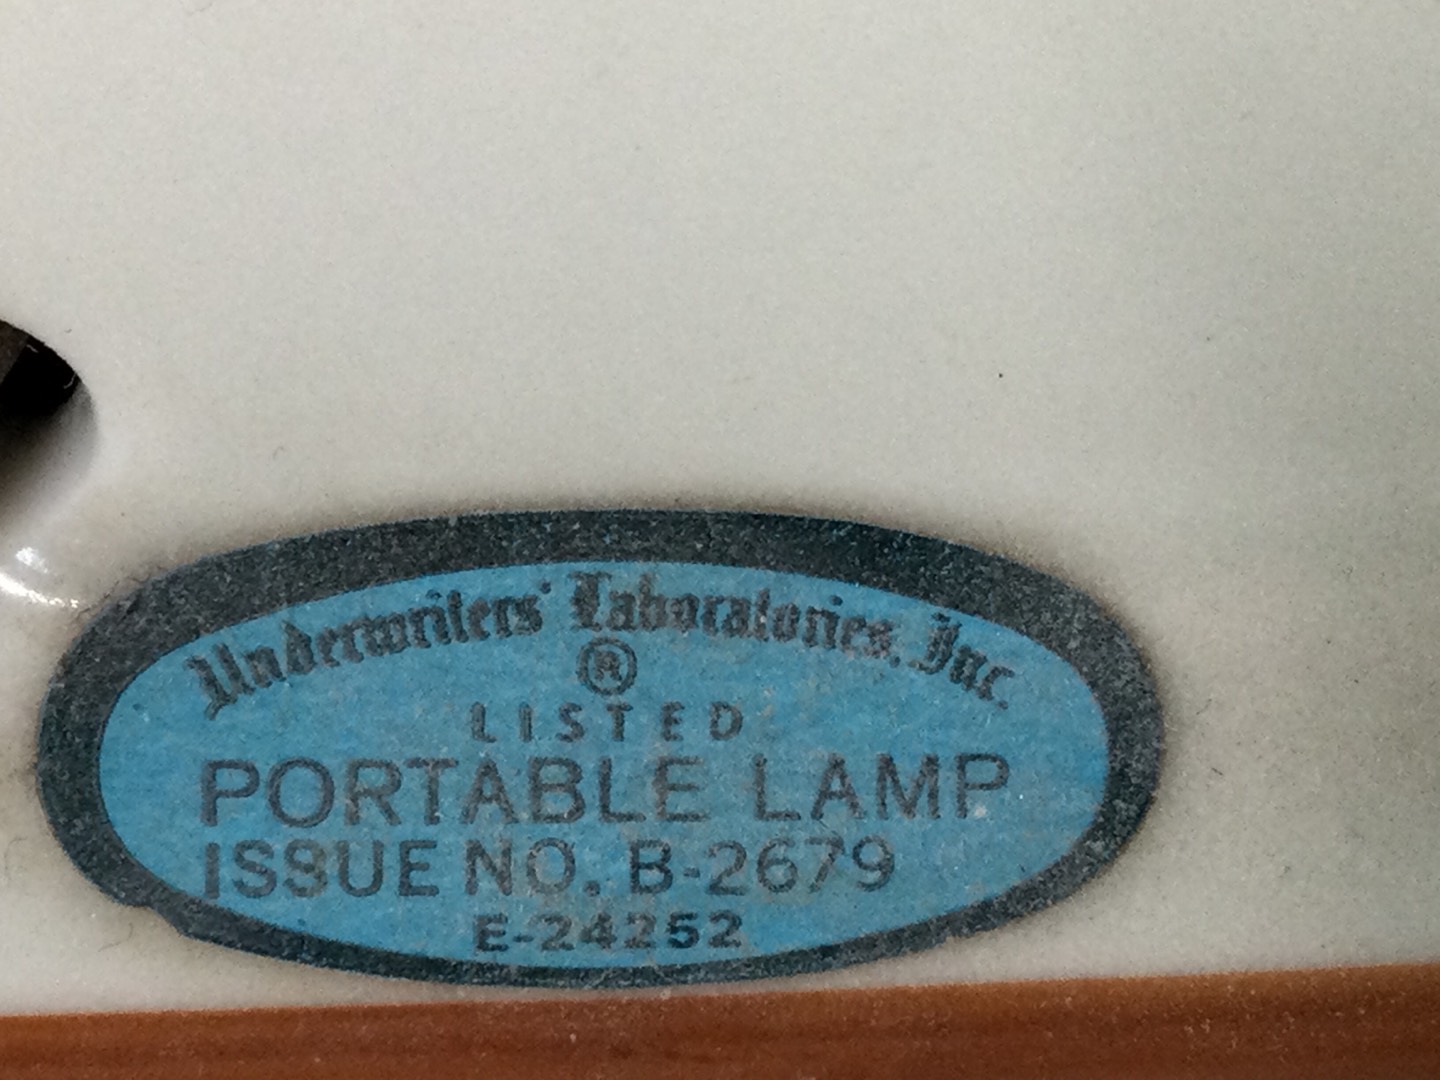 Underwriters' Laboratories, Inc.
®
LISTED
PORTABLE LAMP
ISSUE NO. B-2679
E-24252